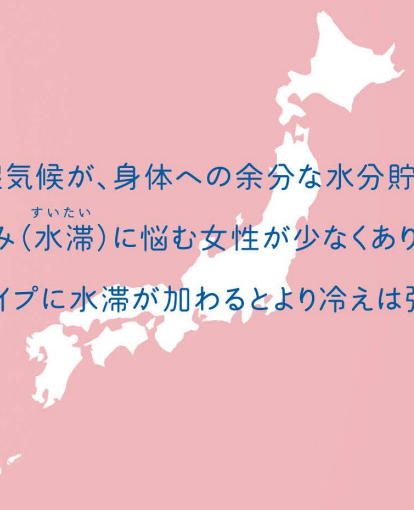 気候が、身体への余分な水分貯
すいたい
み（水滞）に悩む女性が少なくあり
イプに水滞が加わるとより冷えは